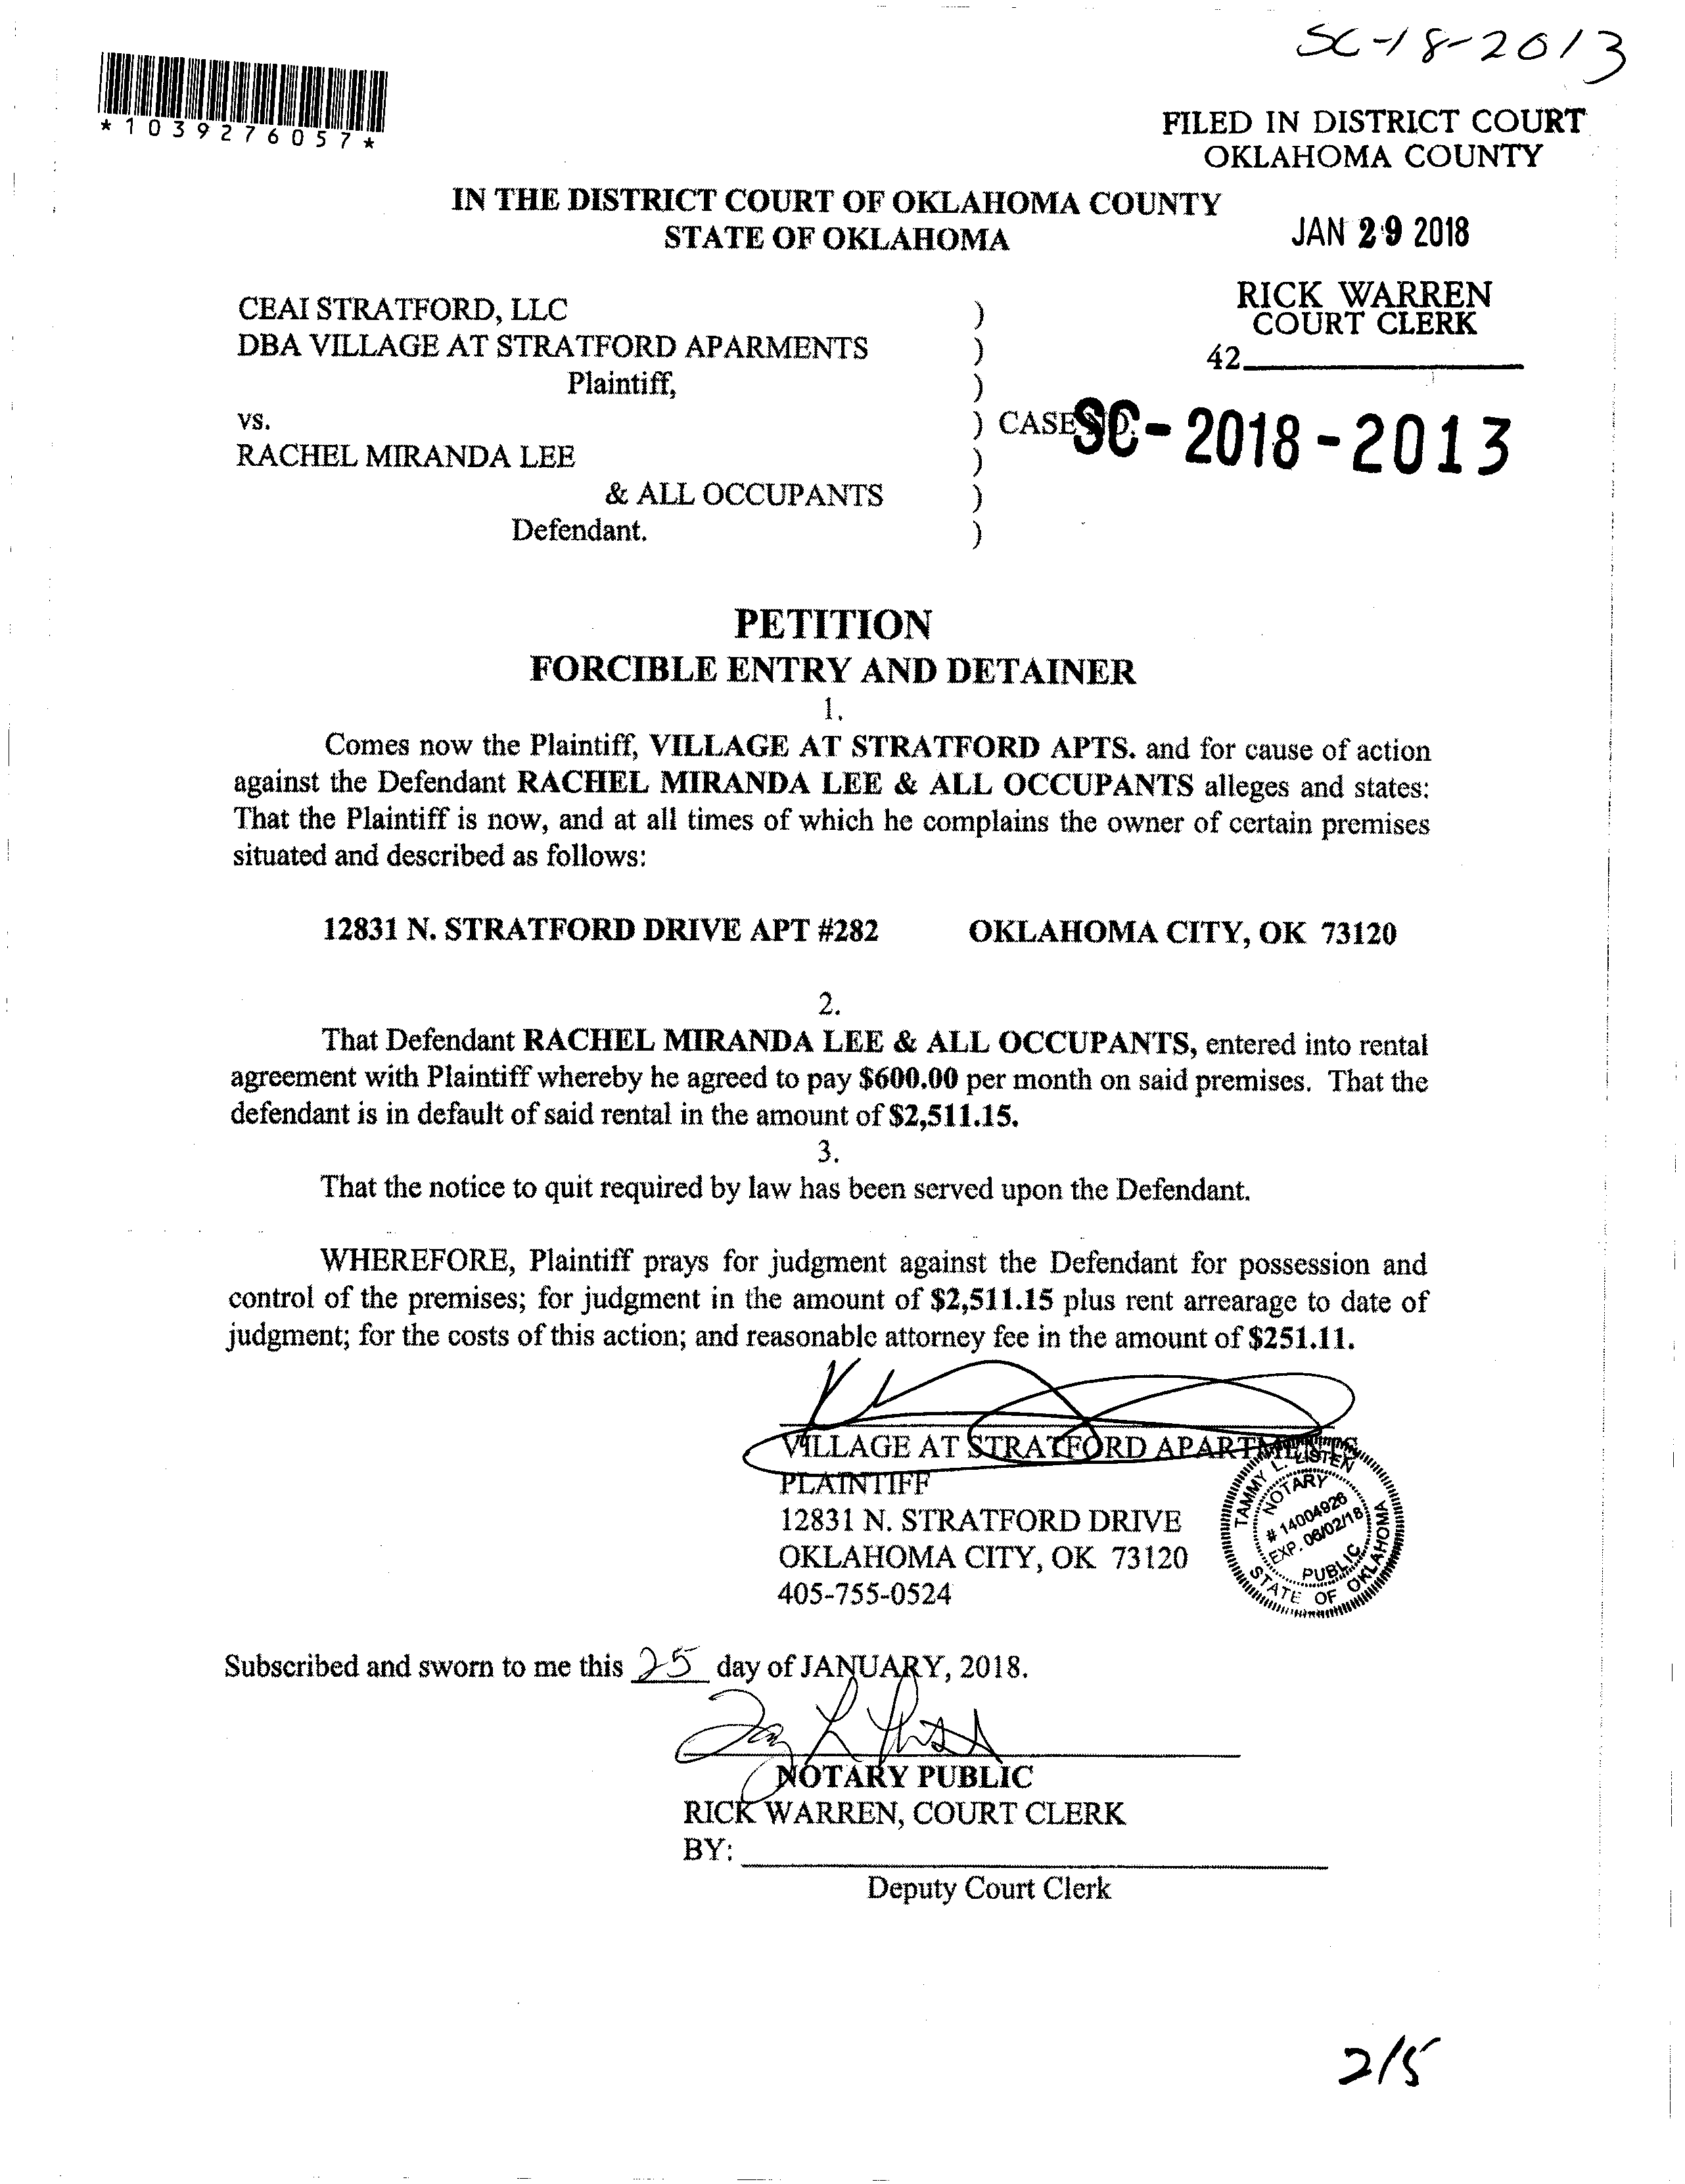 SC-18-2013
*1039276057*
FILED IN DISTRICT COURT
OKLAHOMA COUNTY
IN THE DISTRICT COURT OF OKLAHOMA COUNTY
STATE OF OKLAHOMA
JAN 29 2018
RICK WARREN
COURT CLERK
42
CEAI STRATFORD, LLC )
DBA VILLAGE AT STRATFORD APARMENTS )
Plaintiff, )
vs. ) CASE NO. SC-2018-2013
RACHEL MIRANDA LEE )
& ALL OCCUPANTS )
Defendant. )
PETITION
FORCIBLE ENTRY AND DETAINER
1.
Comes now the Plaintiff, VILLAGE AT STRATFORD APTS. and for cause of action
against the Defendant RACHEL MIRANDA LEE & ALL OCCUPANTS alleges and states:
That the Plaintiff is now, and at all times of which he complains the owner of certain premises
situated and described as follows:
12831 N. STRATFORD DRIVE APT #282 OKLAHOMA CITY, OK 73120
2.
That Defendant RACHEL MIRANDA LEE & ALL OCCUPANTS, entered into rental
agreement with Plaintiff whereby he agreed to pay $600.00 per month on said premises. That the
defendant is in default of said rental in the amount of $2,511.15.
3.
That the notice to quit required by law has been served upon the Defendant.
WHEREFORE, Plaintiff prays for judgment against the Defendant for possession and
control of the premises; for judgment in the amount of $2,511.15 plus rent arrearage to date of
judgment; for the costs of this action; and reasonable attorney fee in the amount of $251.11.
VILLAGE AT STRATFORD APARTMENTS
PLAINTIFF
12831 N. STRATFORD DRIVE
OKLAHOMA CITY, OK 73120
405-755-0524
TAMMY L. LISTEN
NOTARY
# 14004926
EXP. 06/02/18
PUBLIC
STATE OF OKLAHOMA
Subscribed and sworn to me this 25 day of JANUARY, 2018.
NOTARY PUBLIC
RICK WARREN, COURT CLERK
BY:
Deputy Court Clerk
2/5